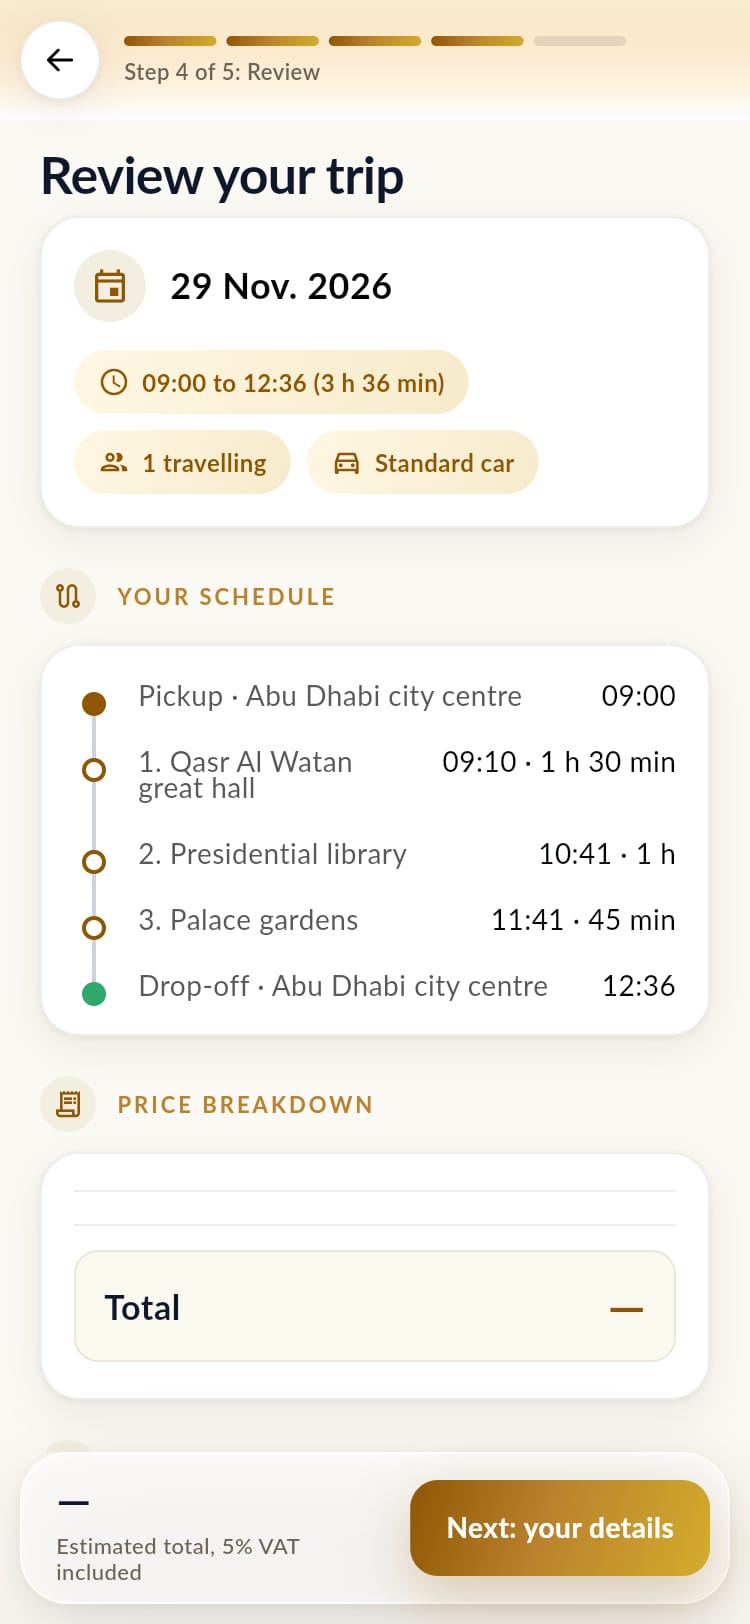 Step 4 of 5: Review
Review your trip
29 Nov. 2026
09:00 to 12:36 (3 h 36 min)
1 travelling
Standard car
YOUR SCHEDULE
Pickup · Abu Dhabi city centre 09:00
1. Qasr Al Watan 09:10 · 1 h 30 min
great hall
2. Presidential library 10:41 · 1 h
3. Palace gardens 11:41 · 45 min
Drop-off · Abu Dhabi city centre 12:36
PRICE BREAKDOWN
Total —
—
Estimated total, 5% VAT
included
Next: your details